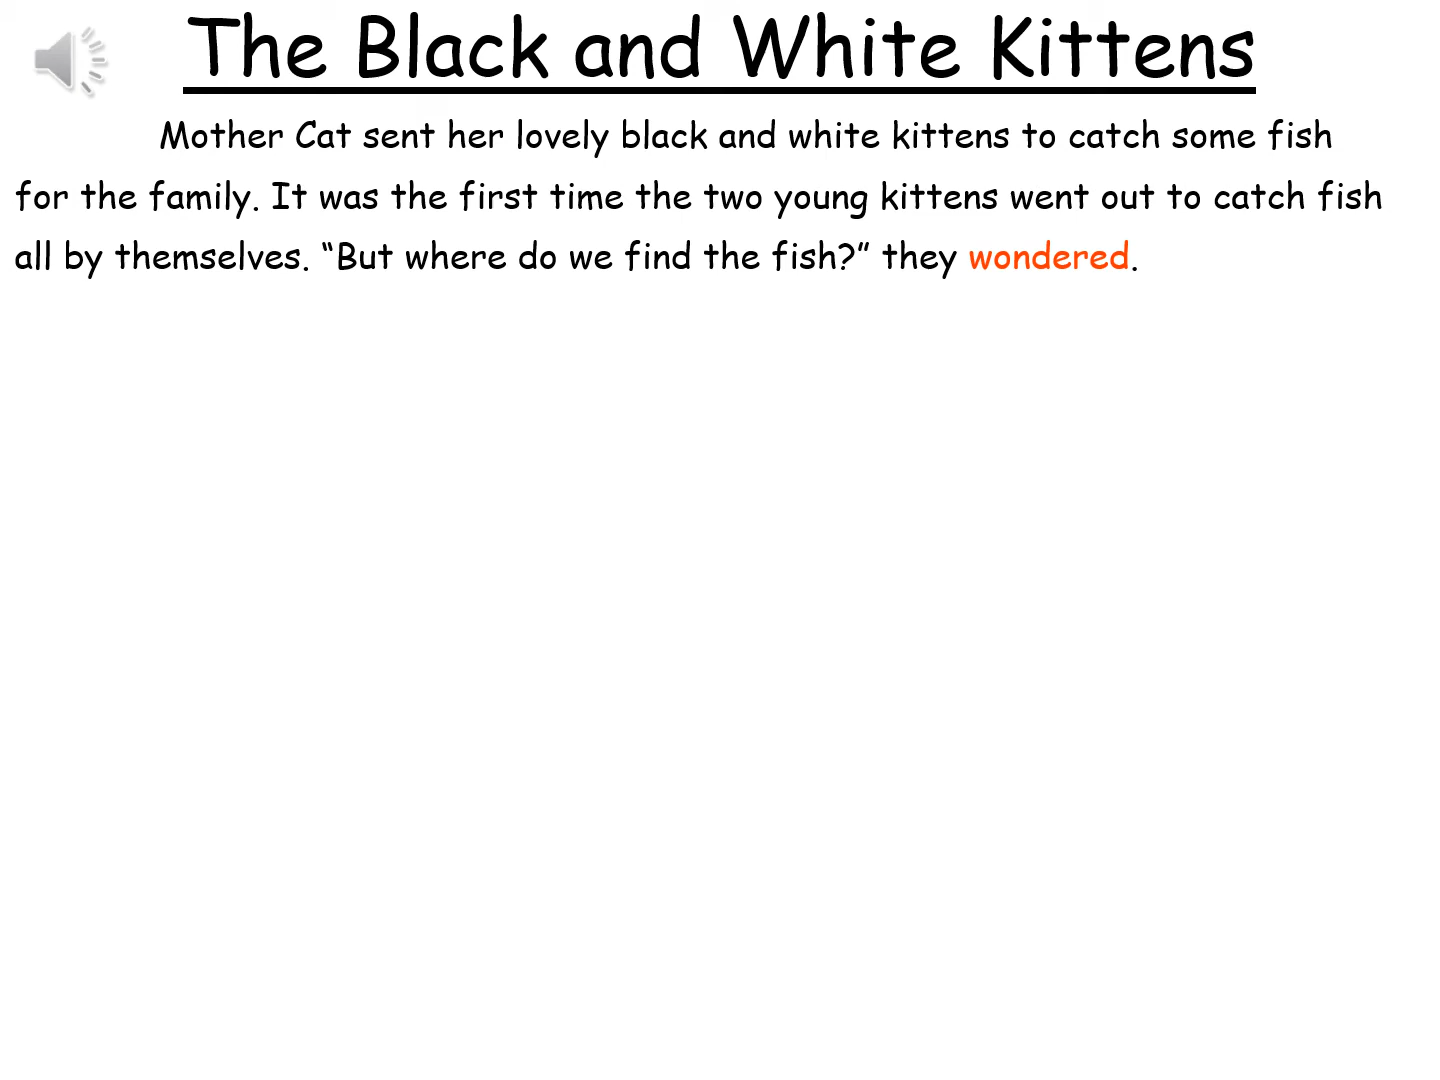 The Black and White Kittens
Mother Cat sent her lovely black and white kittens to catch some fish
for the family. It was the first time the two young kittens went out to catch fish
all by themselves. “But where do we find the fish?” they wondered.